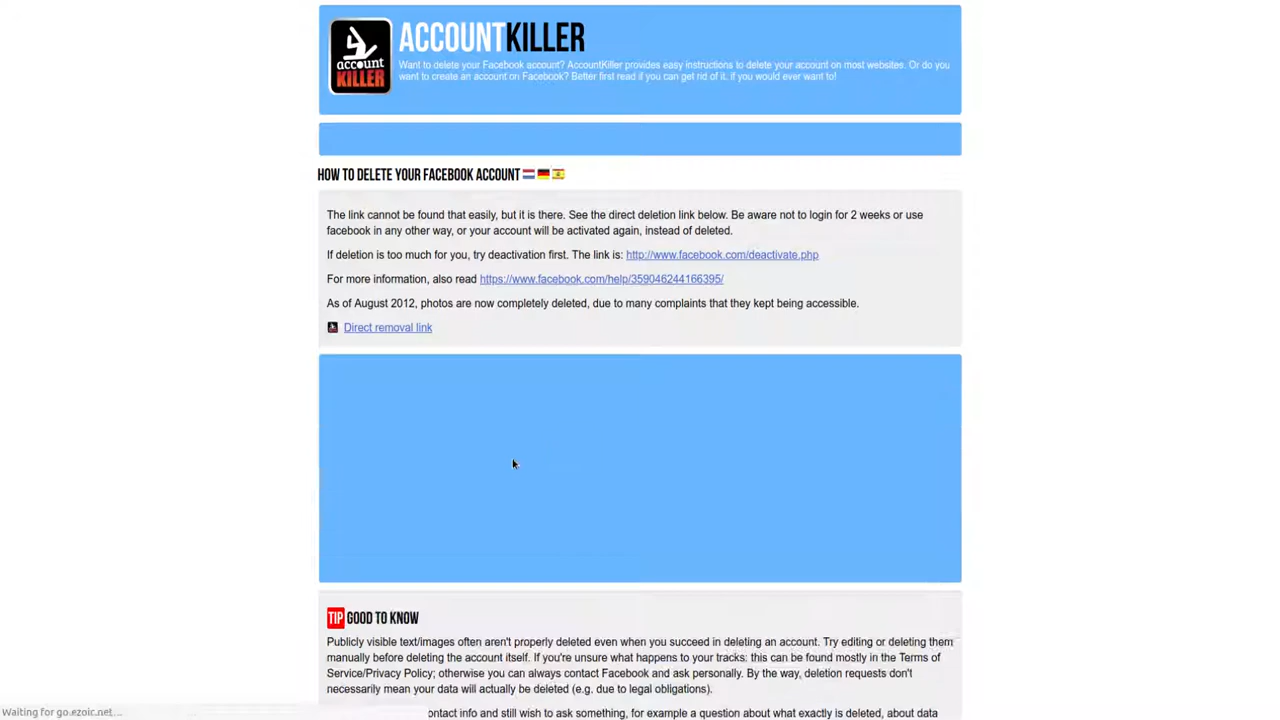 account
KILLER
ACCOUNTKILLER
Want to delete your Facebook account? AccountKiller provides easy instructions to delete your account on most websites. Or do you
want to create an account on Facebook? Better first read if you can get rid of it, if you would ever want to!
HOW TO DELETE YOUR FACEBOOK ACCOUNT
The link cannot be found that easily, but it is there. See the direct deletion link below. Be aware not to login for 2 weeks or use
facebook in any other way, or your account will be activated again, instead of deleted.
If deletion is too much for you, try deactivation first. The link is: http://www.facebook.com/deactivate.php
For more information, also read https://www.facebook.com/help/359046244166395/
As of August 2012, photos are now completely deleted, due to many complaints that they kept being accessible.
Direct removal link
TIP GOOD TO KNOW
Publicly visible text/images often aren't properly deleted even when you succeed in deleting an account. Try editing or deleting them
manually before deleting the account itself. If you're unsure what happens to your tracks: this can be found mostly in the Terms of
Service/Privacy Policy; otherwise you can always contact Facebook and ask personally. By the way, deletion requests don't
necessarily mean your data will actually be deleted (e.g. due to legal obligations).
ontact info and still wish to ask something, for example a question about what exactly is deleted, about data
Waiting for go.ezoic.net...